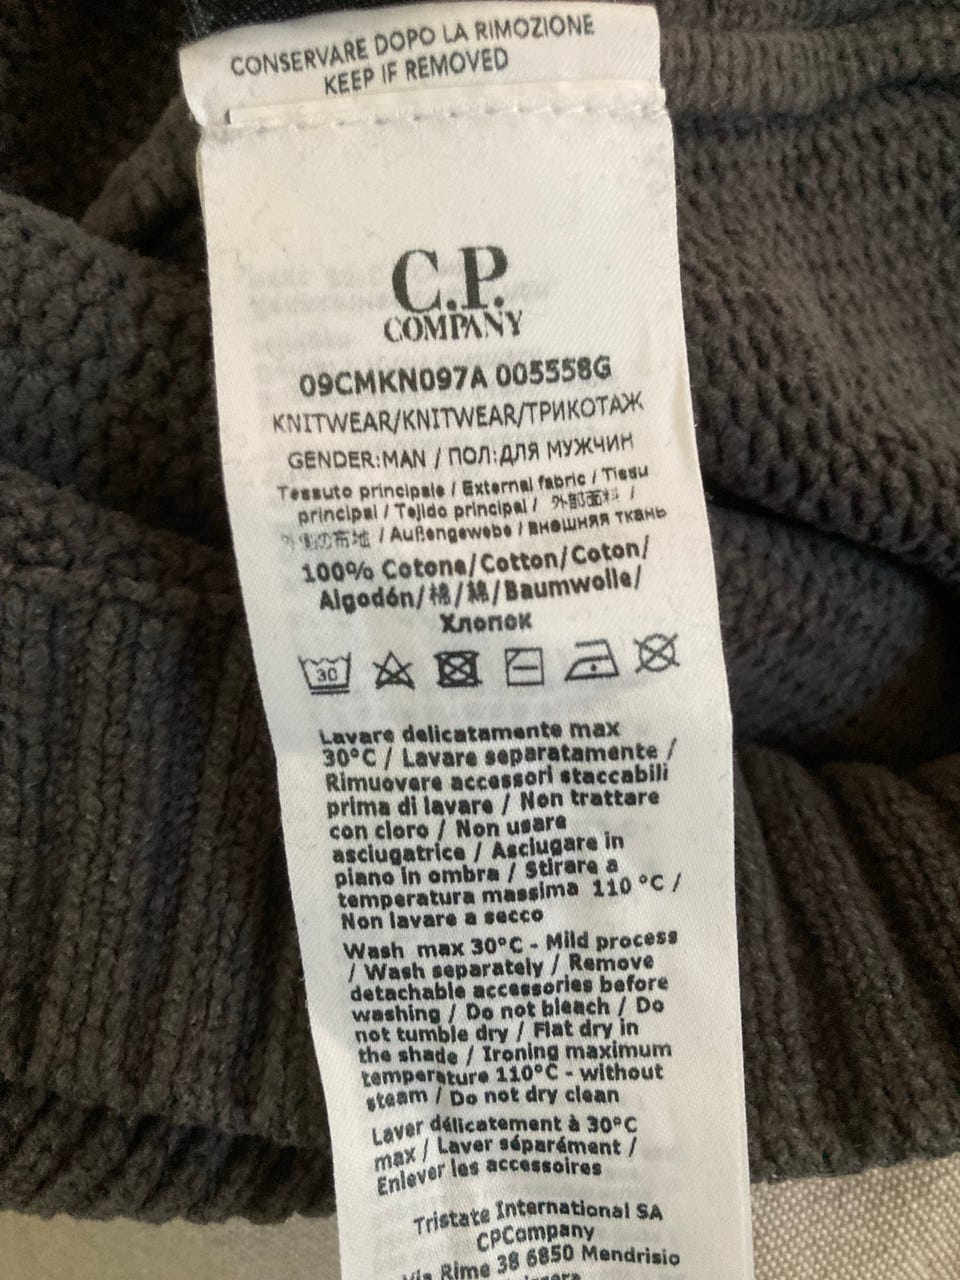 CONSERVARE DOPO LA RIMOZIONE
KEEP IF REMOVED
C.P.
COMPANY
09CMKN097A 005558G
KNITWEAR/KNITWEAR/ТРИКОТАЖ
GENDER:MAN / ПОЛ:ДЛЯ МУЖЧИН
Tessuto principale / External fabric / Tissu
principal / Tejido principal / 外部面料 /
外側の布地 / Außengewebe / внешняя ткань
100% Cotone/Cotton/Coton/
Algodón/棉/綿/Baumwolle/
Хлопок
30
Lavare delicatamente max
30°C / Lavare separatamente /
Rimuovere accessori staccabili
prima di lavare / Non trattare
con cloro / Non usare
asciugatrice / Asciugare in
piano in ombra / Stirare a
temperatura massima 110 °C /
Non lavare a secco
Wash max 30°C - Mild process
/ Wash separately / Remove
detachable accessories before
washing / Do not bleach / Do
not tumble dry / Flat dry in
the shade / Ironing maximum
temperature 110°C - without
steam / Do not dry clean
Laver délicatement à 30°C
max / Laver séparément /
Enlever les accessoires
Tristate International SA
CPCompany
Via Rime 38 6850 Mendrisio